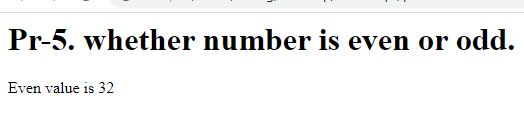 Pr-5. whether number is even or odd.
Even value is 32